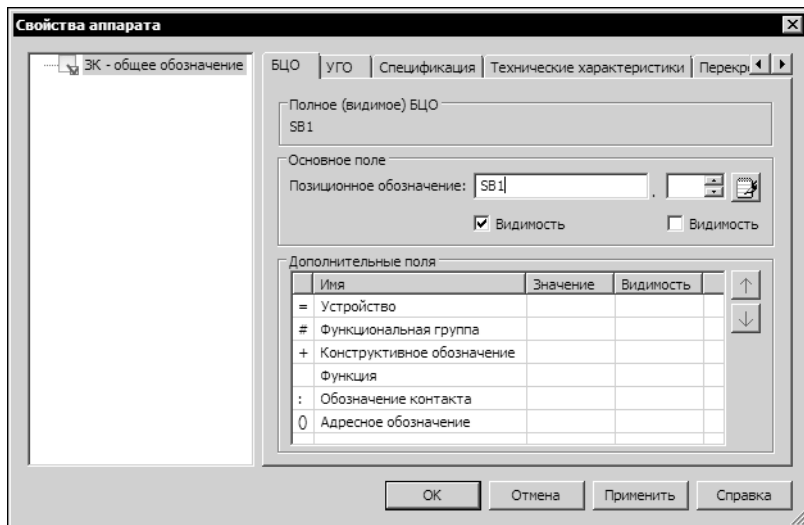 Свойства аппарата
ЗК - общее обозначение
БЦО УГО Спецификация Технические характеристики Перекр
Полное (видимое) БЦО
SB1
Основное поле
Позиционное обозначение: SB1 .
Видимость Видимость
Дополнительные поля
Имя Значение Видимость
= Устройство
# Функциональная группа
+ Конструктивное обозначение
Функция
: Обозначение контакта
() Адресное обозначение
OK Отмена Применить Справка